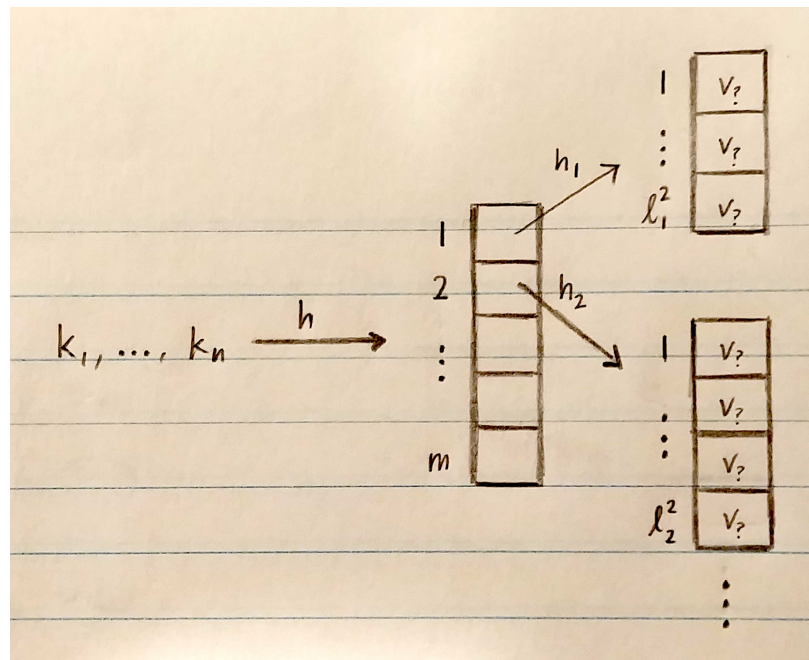 1 V?
⋮ V?
h₁
l₁² V?
1
2
h₂
k₁, ..., kₙ h
1 V?
⋮
⋮ V?
V?
m
l₂² V?
⋮